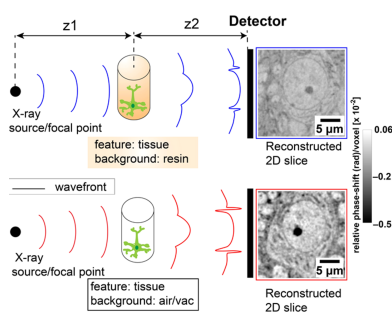 z1
z2
Detector
X-ray
source/focal point
feature: tissue
background: resin
5 µm
Reconstructed
2D slice
wavefront
X-ray
source/focal point
feature: tissue
background: air/vac
5 µm
Reconstructed
2D slice
0.06
−0.2
−0.5
relative phase-shift (rad)/voxel [x 10⁻²]